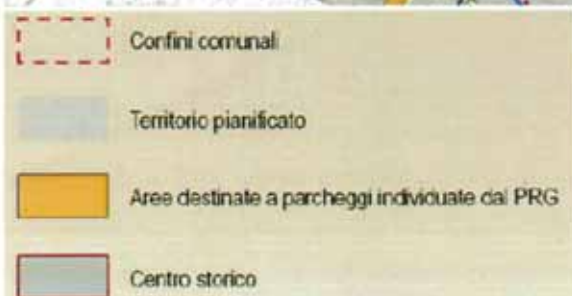 Confini comunali
Territorio pianificato
Aree destinate a parcheggi individuate dal PRG
Centro storico